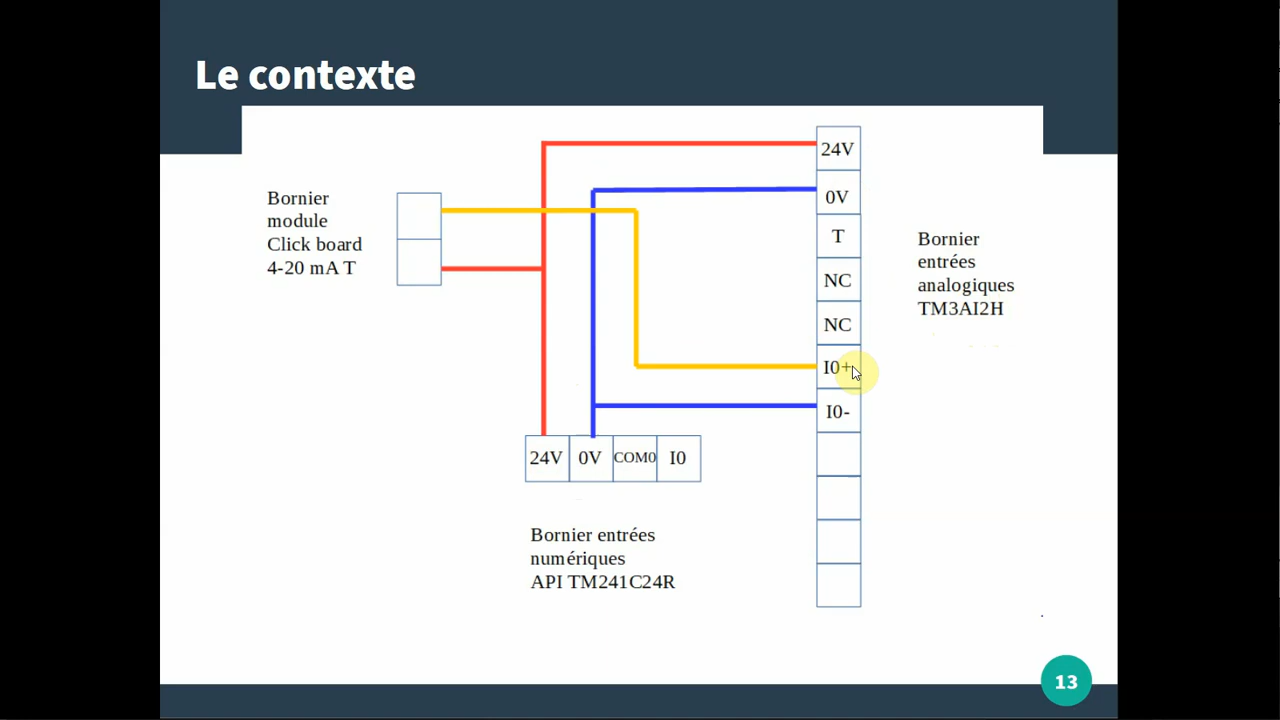 Le contexte
Bornier
module
Click board
4-20 mA T
24V
0V
T
NC
NC
I0+
I0-
Bornier
entrées
analogiques
TM3AI2H
24V 0V COM0 I0
Bornier entrées
numériques
API TM241C24R
13